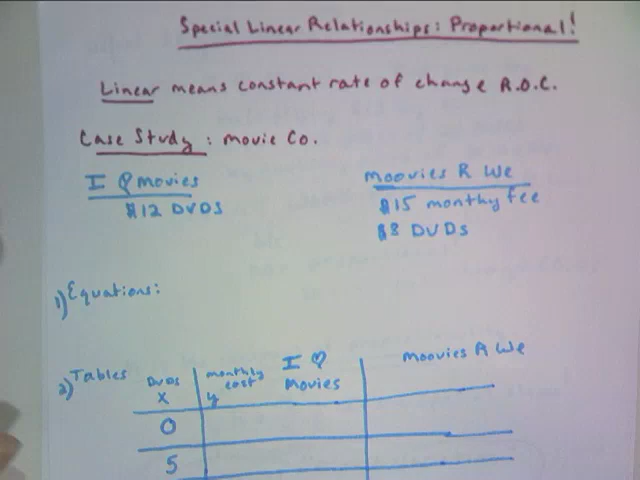 Special Linear Relationships: Proportional!
Linear means constant rate of change R.O.C.
Case Study: Movie Co.
I ♡ Movies
$12 DVDS
Moovies R We
$15 monthy fee
$8 DVDs
1) Equations:
2) Tables
DVDS
X
monthly
cost
y
I ♡
Movies
Moovies R We
0
5